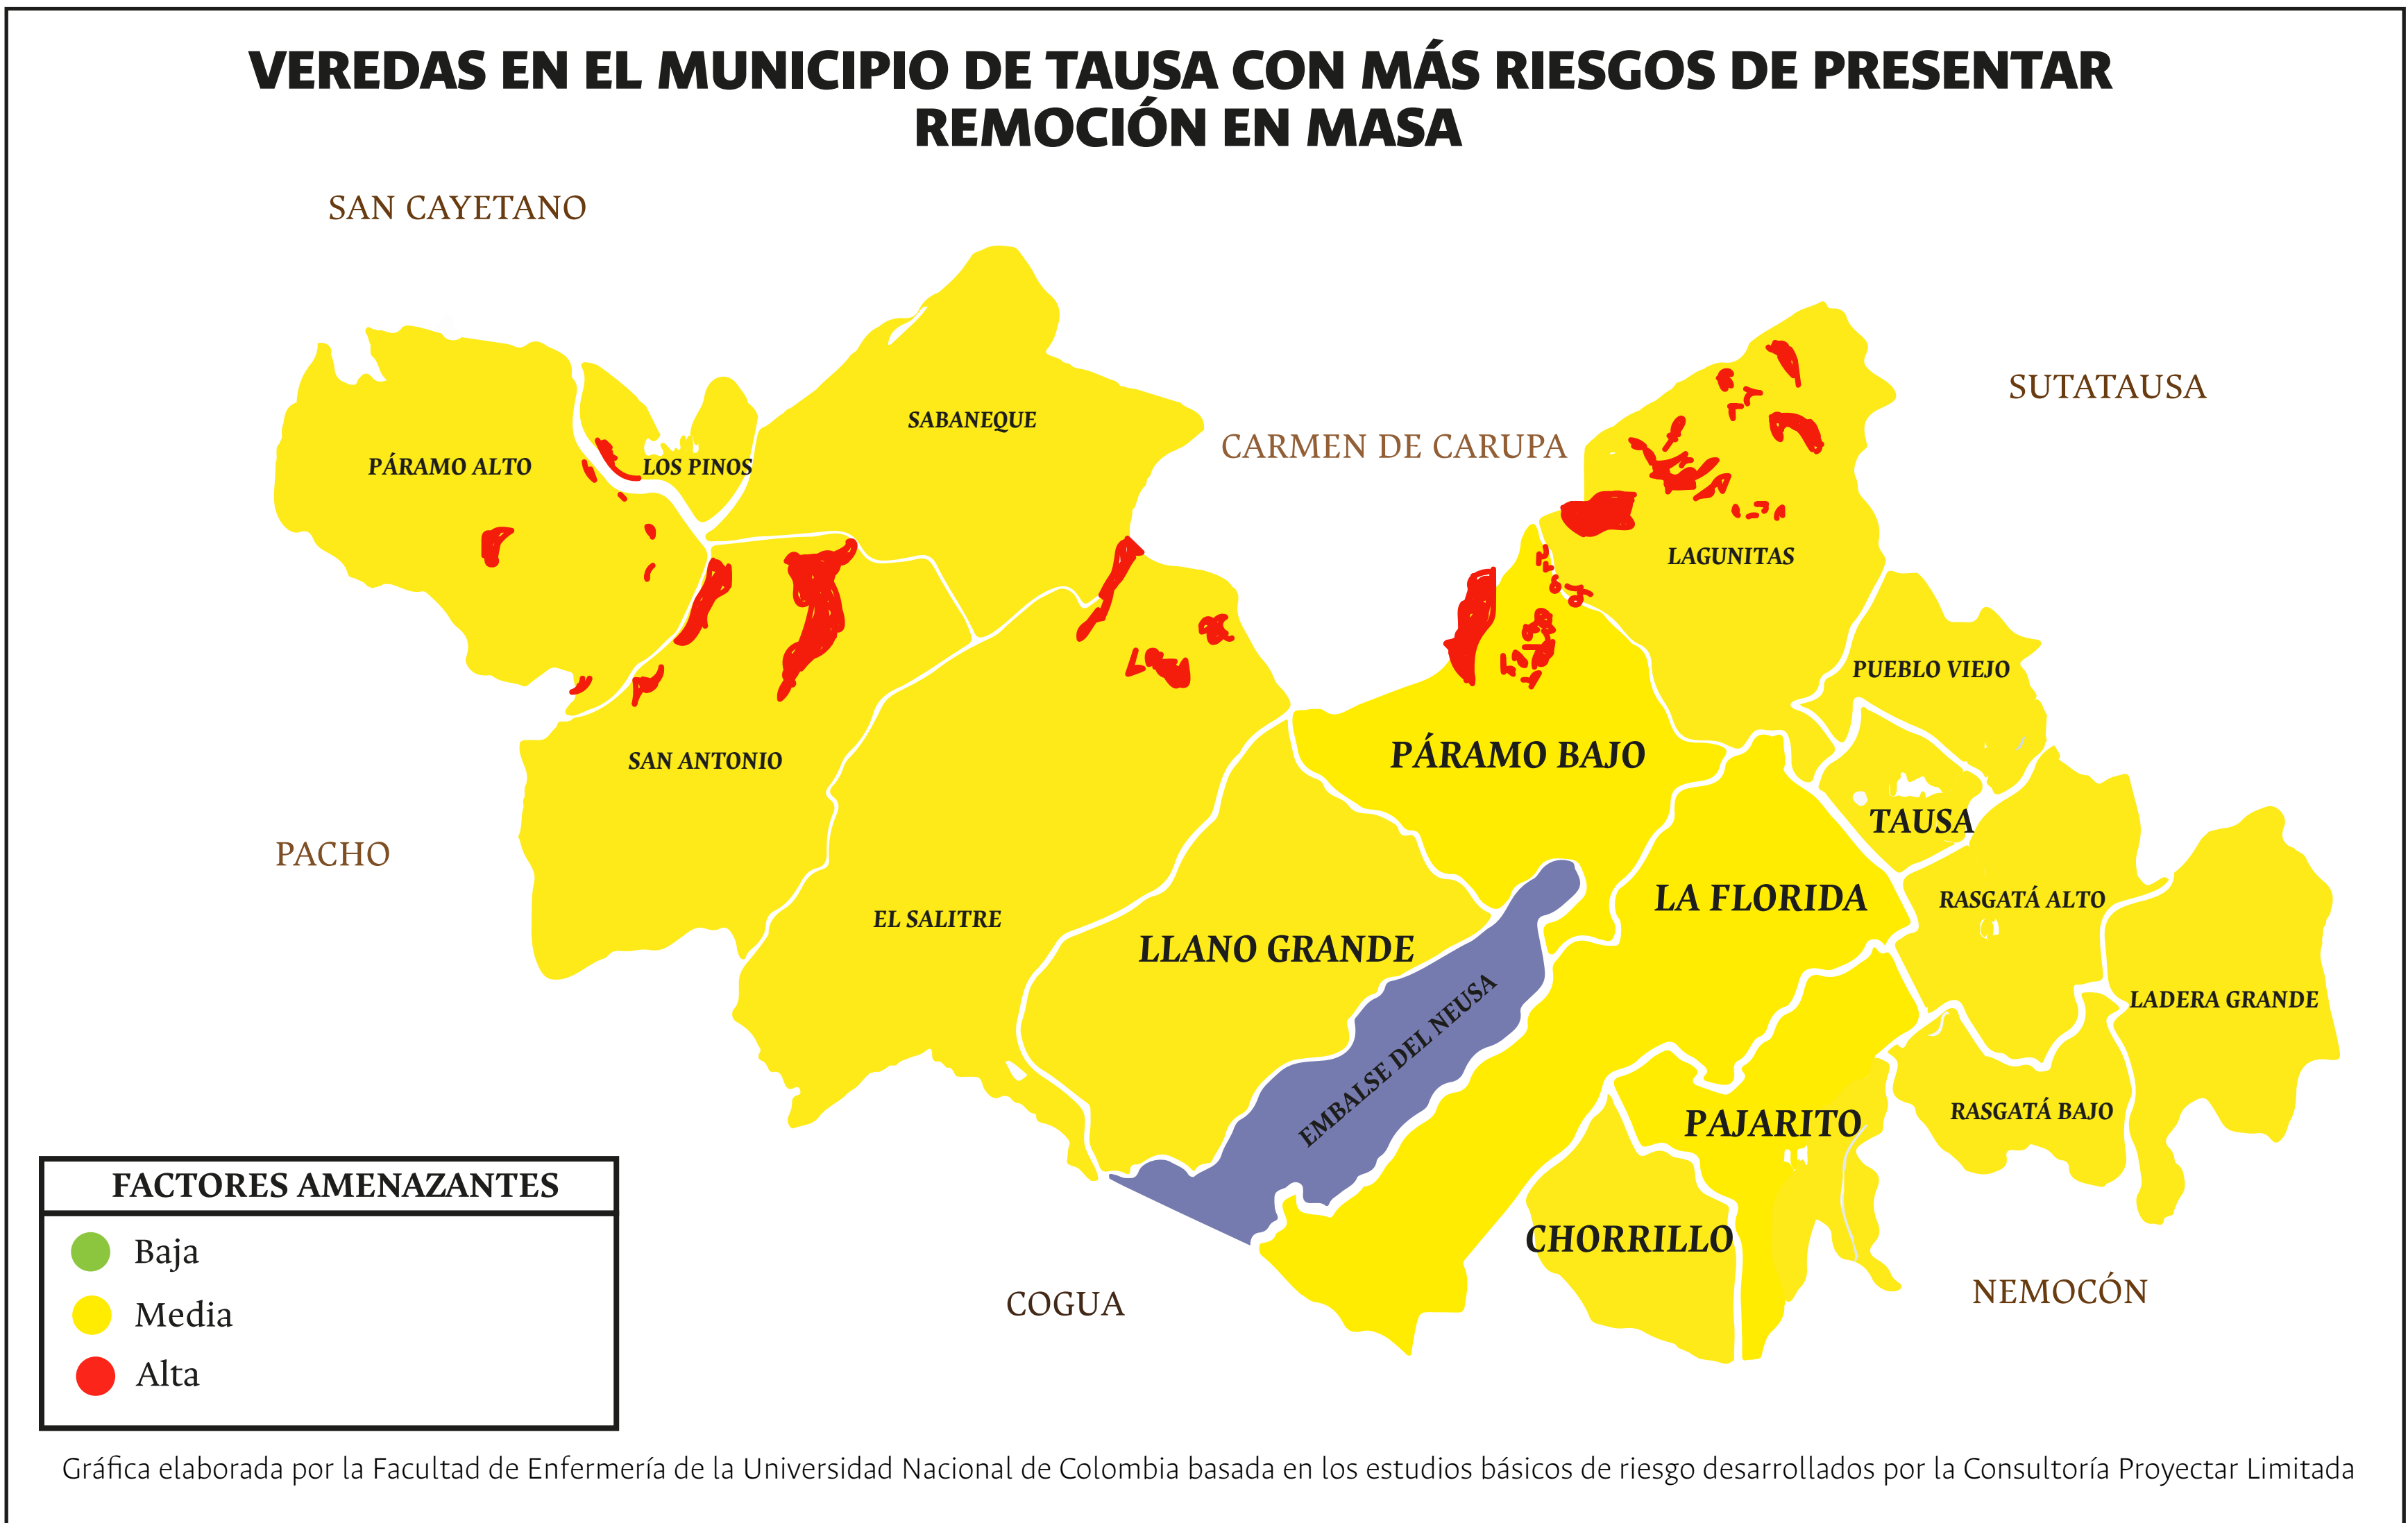 VEREDAS EN EL MUNICIPIO DE TAUSA CON MÁS RIESGOS DE PRESENTAR
REMOCIÓN EN MASA
SAN CAYETANO
SUTATAUSA
SABANEQUE
CARMEN DE CARUPA
PÁRAMO ALTO
LOS PINOS
LAGUNITAS
PUEBLO VIEJO
PÁRAMO BAJO
SAN ANTONIO
TAUSA
PACHO
LA FLORIDA
RASGATÁ ALTO
EL SALITRE
LLANO GRANDE
LADERA GRANDE
EMBALSE DEL NEUSA
RASGATÁ BAJO
PAJARITO
CHORRILLO
NEMOCÓN
COGUA
FACTORES AMENAZANTES
Baja
Media
Alta
Gráfica elaborada por la Facultad de Enfermería de la Universidad Nacional de Colombia basada en los estudios básicos de riesgo desarrollados por la Consultoría Proyectar Limitada